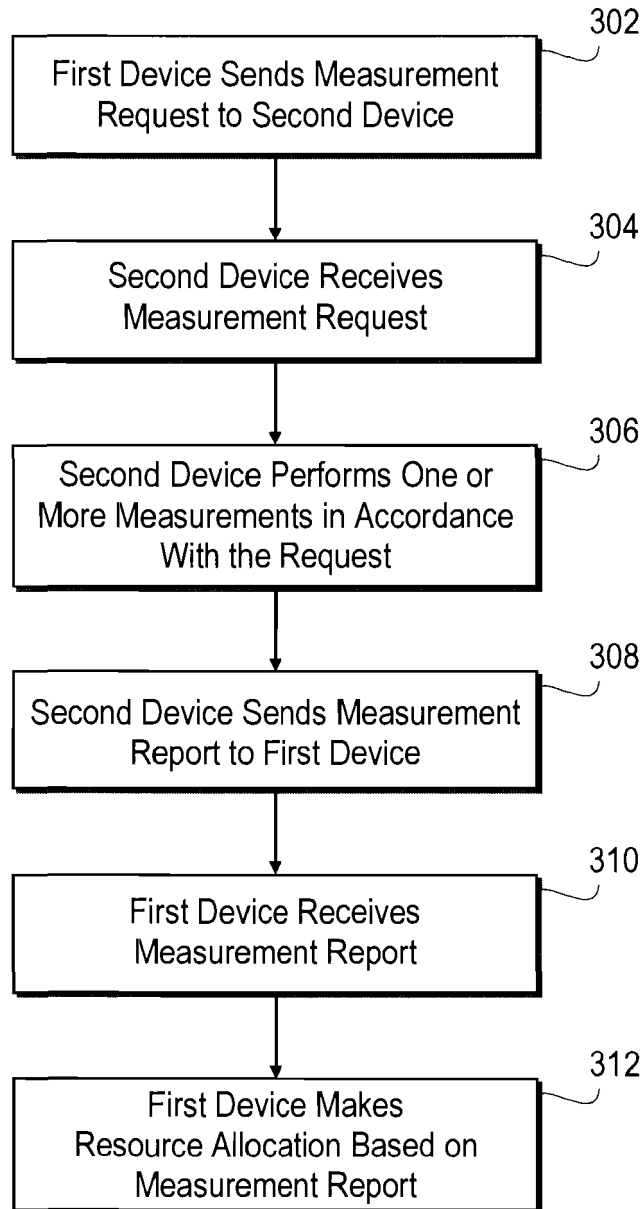 302
First Device Sends Measurement
Request to Second Device
304
Second Device Receives
Measurement Request
306
Second Device Performs One or
More Measurements in Accordance
With the Request
308
Second Device Sends Measurement
Report to First Device
310
First Device Receives
Measurement Report
312
First Device Makes
Resource Allocation Based on
Measurement Report